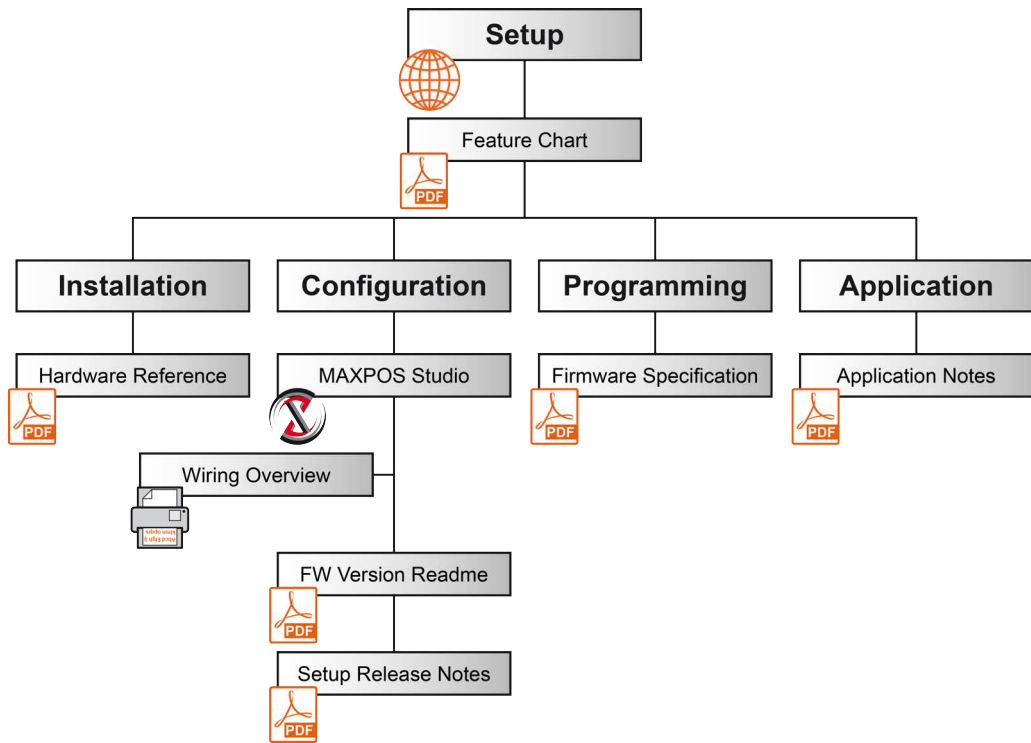 Setup
Feature Chart
PDF
Installation
Configuration
Programming
Application
Hardware Reference
MAXPOS Studio
Firmware Specification
Application Notes
PDF
PDF
PDF
Wiring Overview
FW Version Readme
PDF
Setup Release Notes
PDF